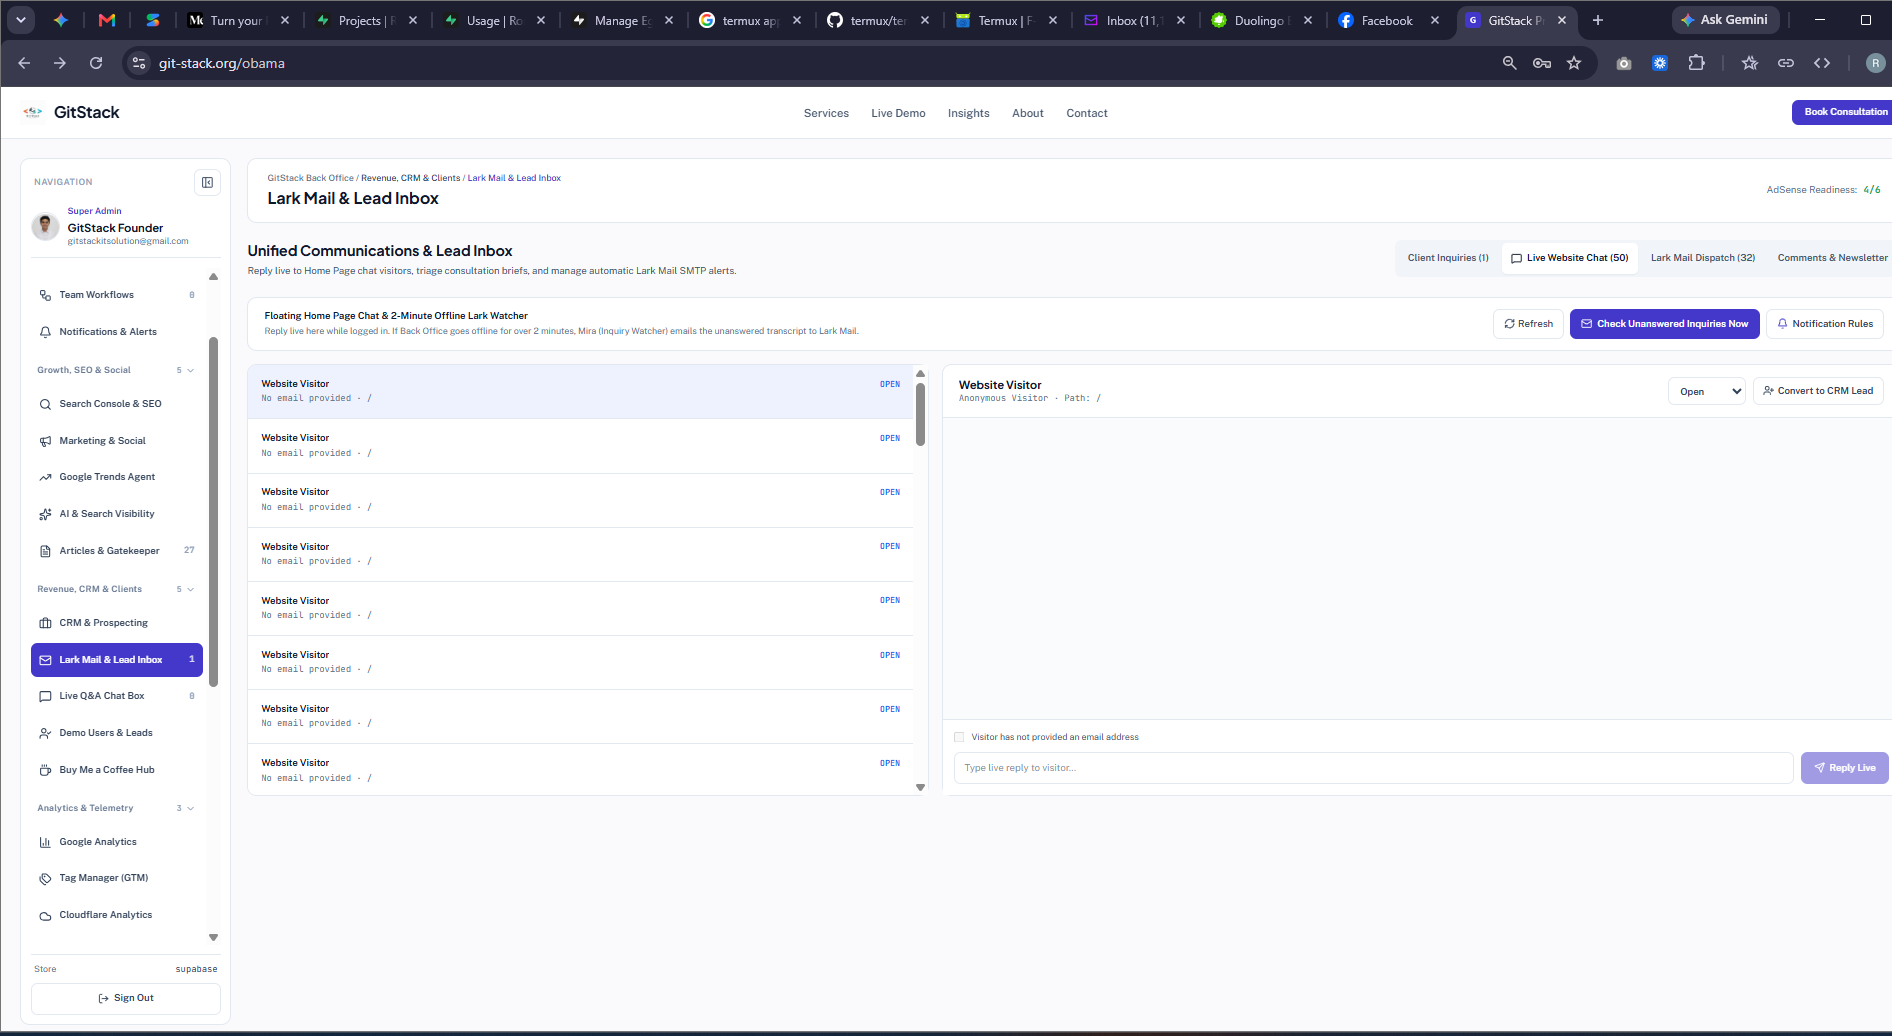 Turn your
Projects | R
Usage | Ro
Manage Eg
termux app
termux/ter
Termux | F-
Inbox (11,
Duolingo E
Facebook
GitStack P
Ask Gemini
git-stack.org/obama
R
GitStack
Services
Live Demo
Insights
About
Contact
Book Consultation
NAVIGATION
Super Admin
GitStack Founder
gitstackitsolution@gmail.com
Team Workflows 0
Notifications & Alerts
Growth, SEO & Social 5
Search Console & SEO
Marketing & Social
Google Trends Agent
AI & Search Visibility
Articles & Gatekeeper 27
Revenue, CRM & Clients 5
CRM & Prospecting
Lark Mail & Lead Inbox 1
Live Q&A Chat Box 0
Demo Users & Leads
Buy Me a Coffee Hub
Analytics & Telemetry 3
Google Analytics
Tag Manager (GTM)
Cloudflare Analytics
Store supabase
Sign Out
GitStack Back Office / Revenue, CRM & Clients / Lark Mail & Lead Inbox
Lark Mail & Lead Inbox
AdSense Readiness: 4/6
Unified Communications & Lead Inbox
Reply live to Home Page chat visitors, triage consultation briefs, and manage automatic Lark Mail SMTP alerts.
Client Inquiries (1)
Live Website Chat (50)
Lark Mail Dispatch (32)
Comments & Newsletter
Floating Home Page Chat & 2-Minute Offline Lark Watcher
Reply live here while logged in. If Back Office goes offline for over 2 minutes, Mira (Inquiry Watcher) emails the unanswered transcript to Lark Mail.
Refresh
Check Unanswered Inquiries Now
Notification Rules
Website Visitor OPEN
No email provided · /
Website Visitor OPEN
No email provided · /
Website Visitor OPEN
No email provided · /
Website Visitor OPEN
No email provided · /
Website Visitor OPEN
No email provided · /
Website Visitor OPEN
No email provided · /
Website Visitor OPEN
No email provided · /
Website Visitor OPEN
No email provided · /
Website Visitor
Anonymous Visitor · Path: /
Open
Convert to CRM Lead
Visitor has not provided an email address
Type live reply to visitor...
Reply Live